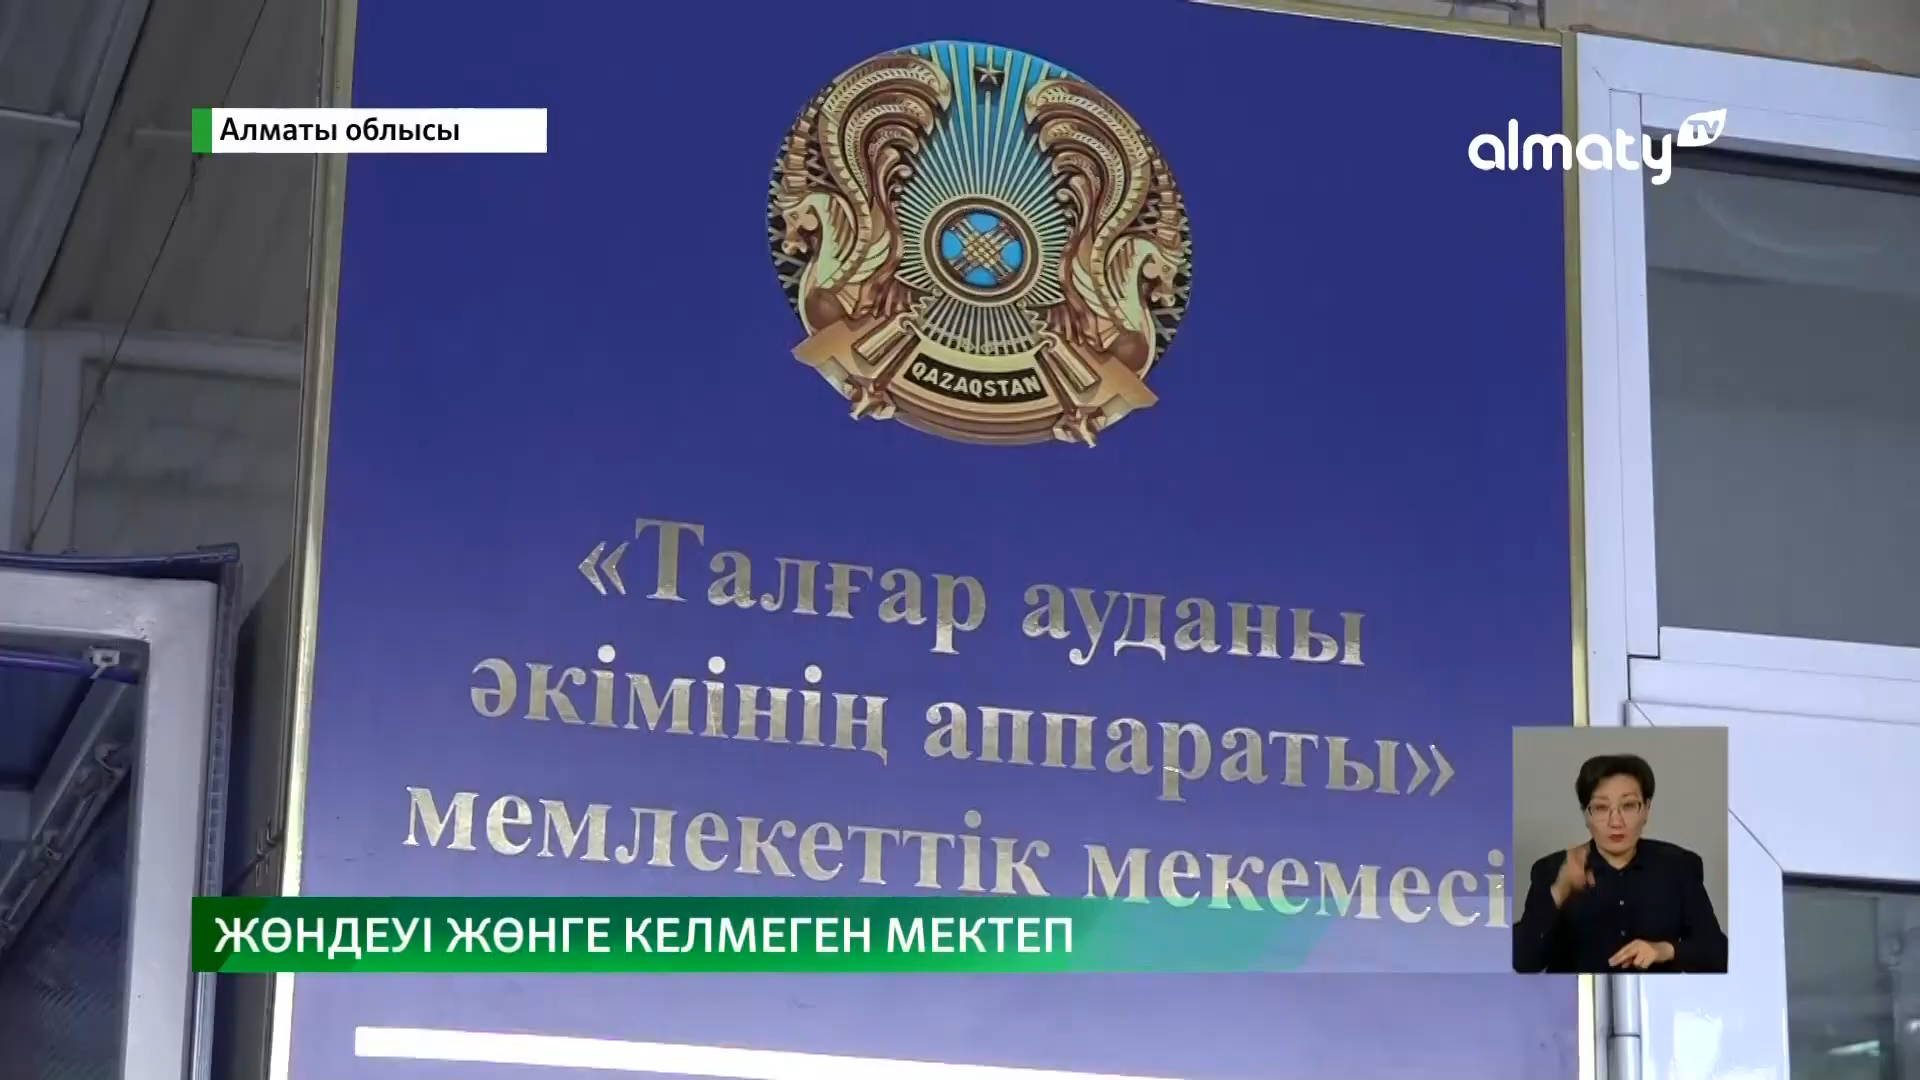 Алматы облысы
almaty TV
QAZAQSTAN
«Талғар ауданы
әкімінің аппараты»
мемлекеттік мекемесі
ЖӨНДЕУІ ЖӨНГЕ КЕЛМЕГЕН МЕКТЕП